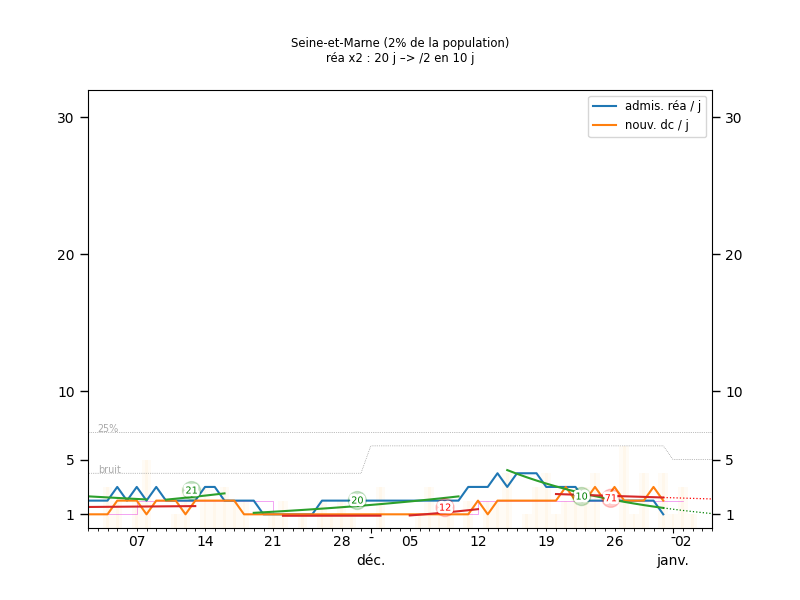 Seine-et-Marne (2% de la population)
réa x2 : 20 j –> /2 en 10 j
admis. réa / j
nouv. dc / j
30 30
20 20
10 10
25%
5 5
bruit
21 20 12 10 71
1 1
07 14 21 28 - 05 12 19 26 - 02
déc. janv.